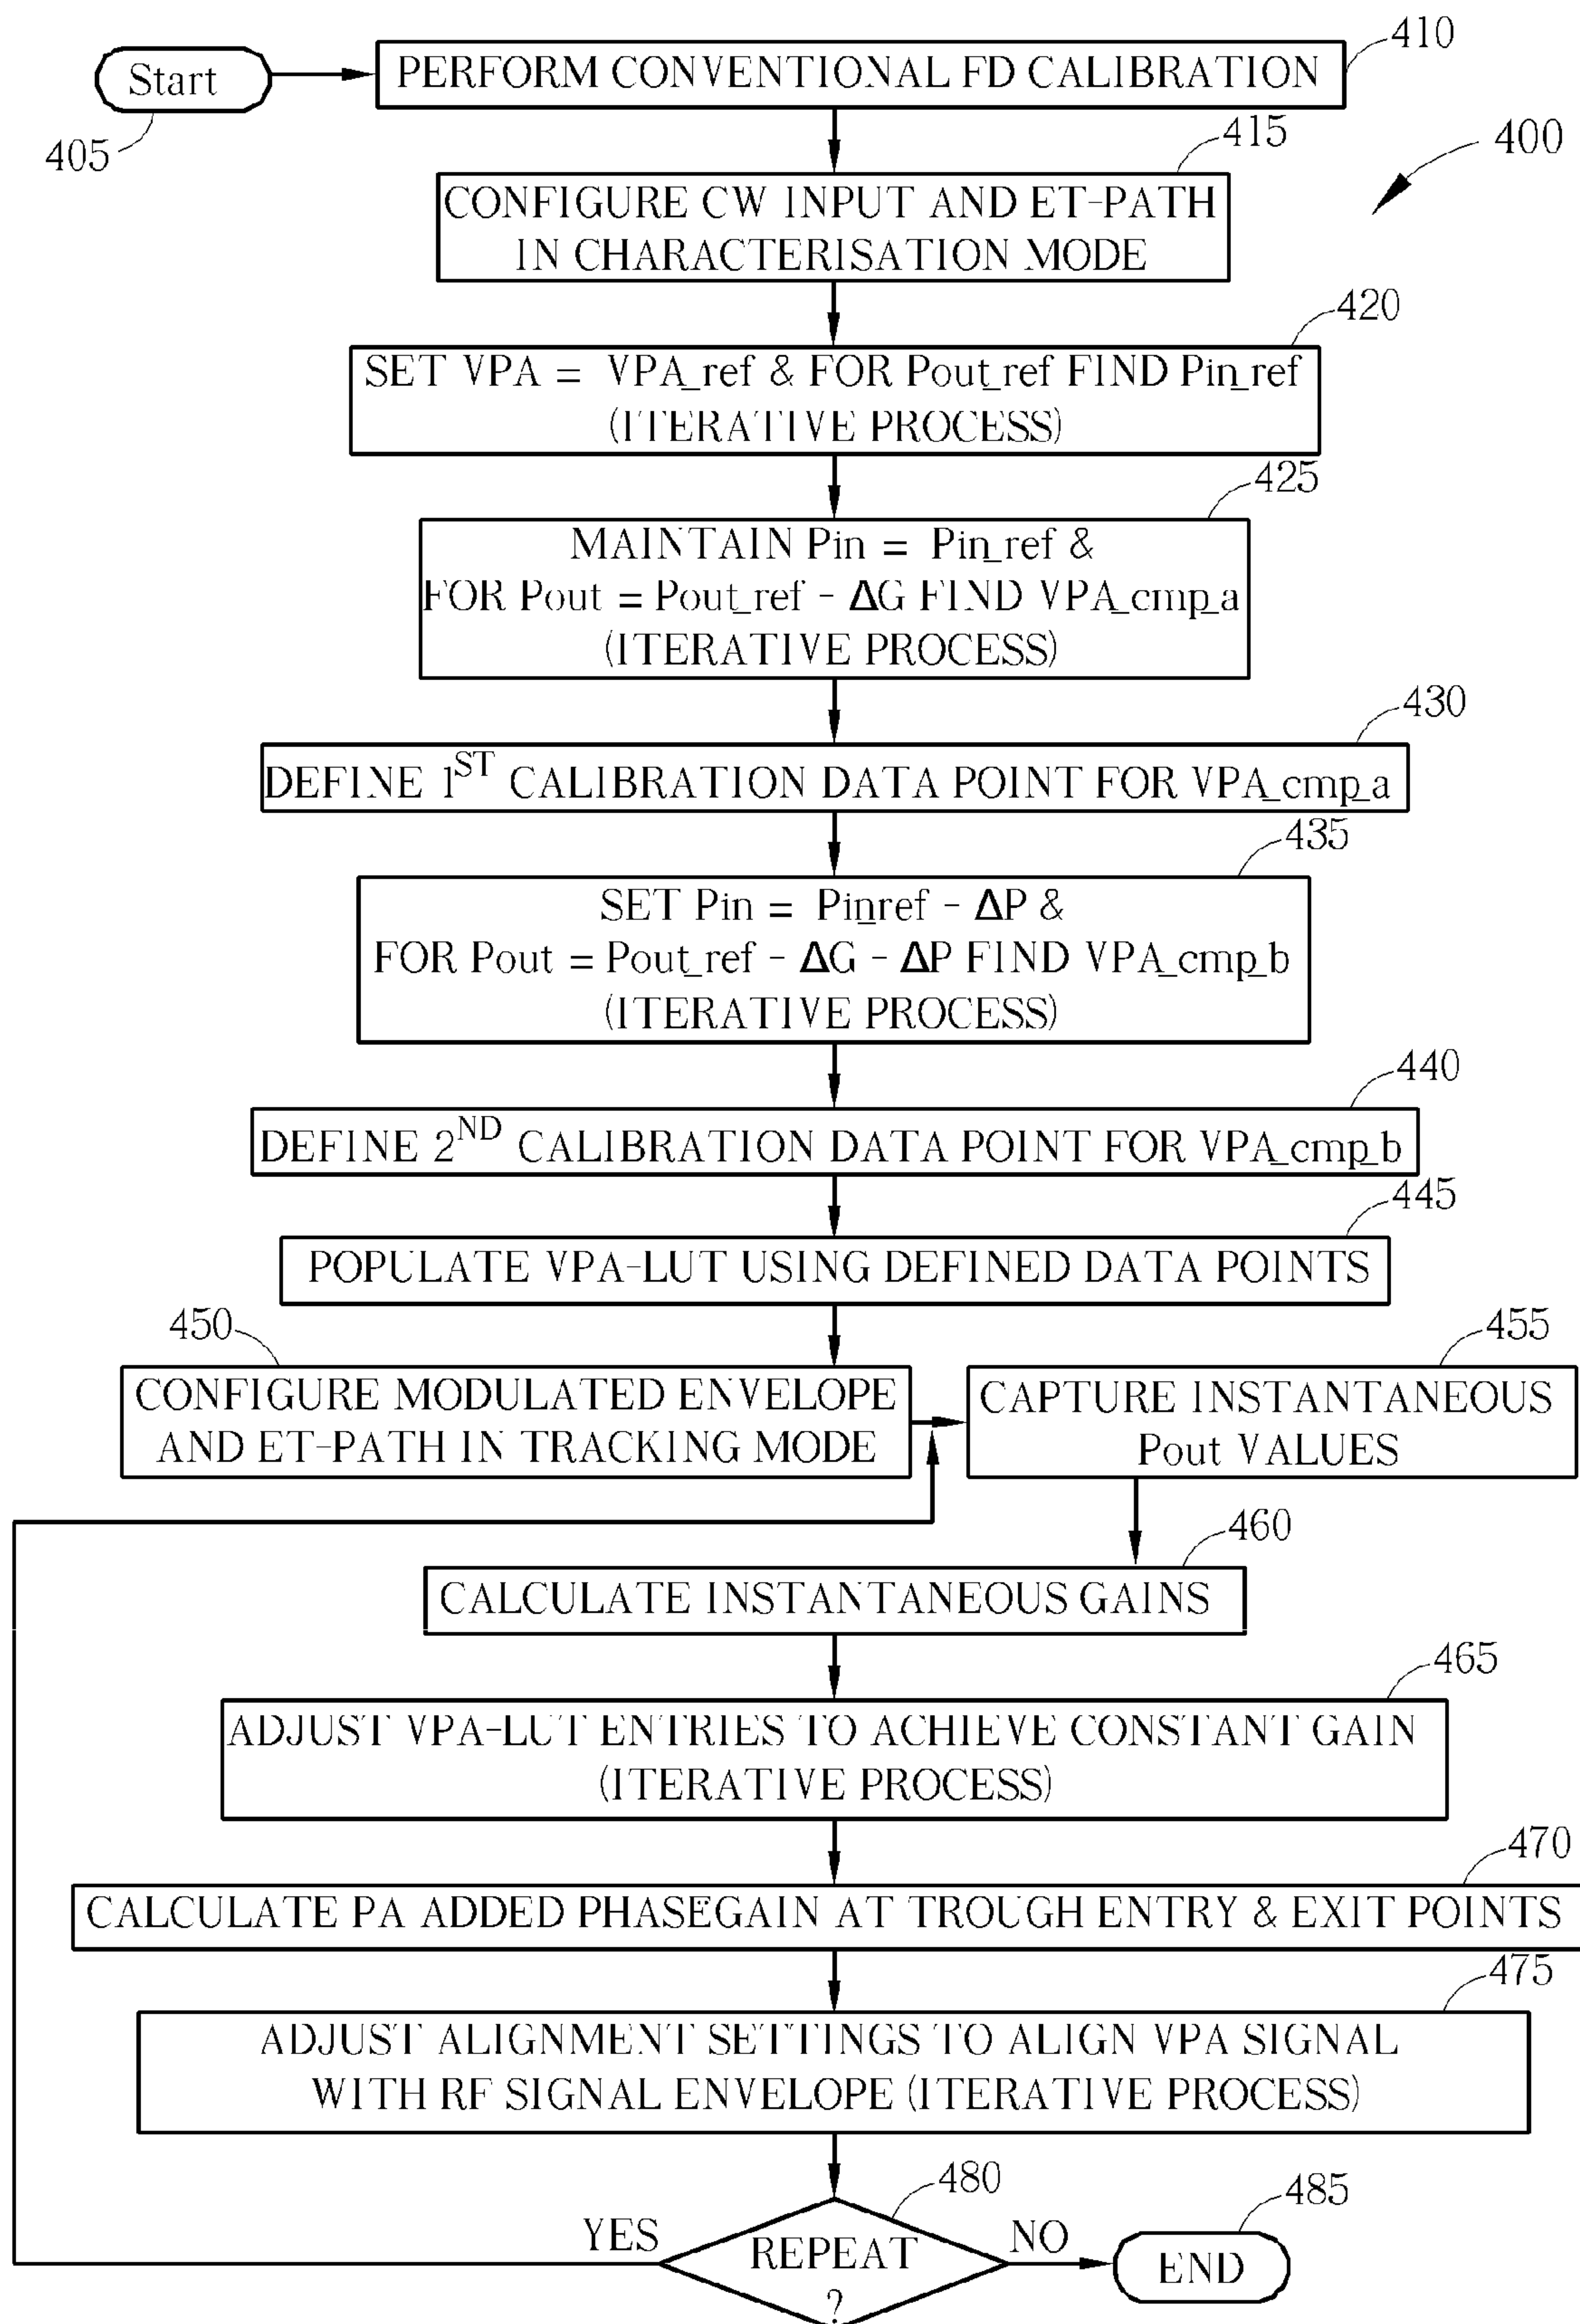 410
Start
PERFORM CONVENTIONAL FD CALIBRATION
405
415
400
CONFIGURE CW INPUT AND ET-PATH
IN CHARACTERISATION MODE
420
SET VPA = VPA_ref & FOR Pout_ref FIND Pin_ref
(ITERATIVE PROCESS)
425
MAINTAIN Pin = Pin_ref &
FOR Pout = Pout_ref - ΔG FIND VPA_cmp_a
(ITERATIVE PROCESS)
430
DEFINE 1ST CALIBRATION DATA POINT FOR VPA_cmp_a
435
SET Pin = Pin_ref - ΔP &
FOR Pout = Pout_ref - ΔG - ΔP FIND VPA_cmp_b
(ITERATIVE PROCESS)
440
DEFINE 2ND CALIBRATION DATA POINT FOR VPA_cmp_b
445
POPULATE VPA-LUT USING DEFINED DATA POINTS
450
CONFIGURE MODULATED ENVELOPE
AND ET-PATH IN TRACKING MODE
455
CAPTURE INSTANTANEOUS
Pout VALUES
460
CALCULATE INSTANTANEOUS GAINS
465
ADJUST VPA-LUT ENTRIES TO ACHIEVE CONSTANT GAIN
(ITERATIVE PROCESS)
470
CALCULATE PA ADDED PHASEGAIN AT TROUGH ENTRY & EXIT POINTS
475
ADJUST ALIGNMENT SETTINGS TO ALIGN VPA SIGNAL
WITH RF SIGNAL ENVELOPE (ITERATIVE PROCESS)
480
YES
REPEAT
?
NO
485
END